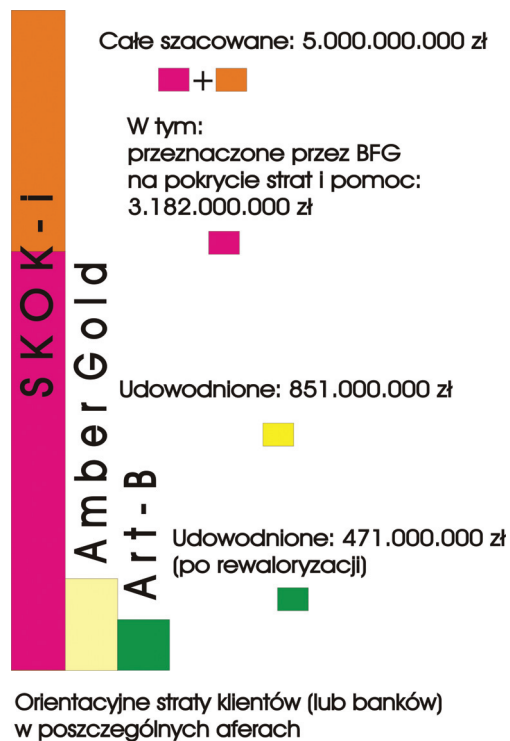 Całe szacowane: 5.000.000.000 zł
+
W tym:
przeznaczone przez BFG
na pokrycie strat i pomoc:
3.182.000.000 zł
SKOK-i
Amber Gold
Art-B
Udowodnione: 851.000.000 zł
Udowodnione: 471.000.000 zł
(po rewaloryzacji)
Orientacyjne straty klientów (lub banków)
w poszczególnych aferach